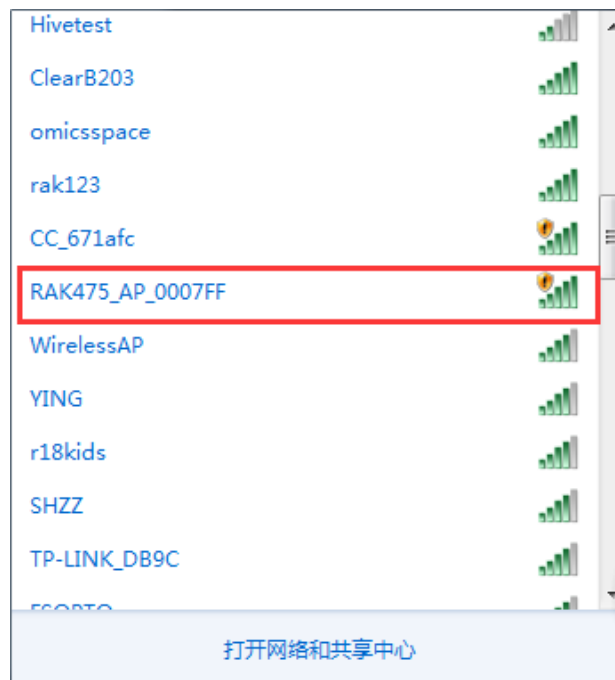 Hivetest
ClearB203
omicsspace
rak123
CC_671afc
RAK475_AP_0007FF
WirelessAP
YING
r18kids
SHZZ
TP-LINK_DB9C
打开网络和共享中心